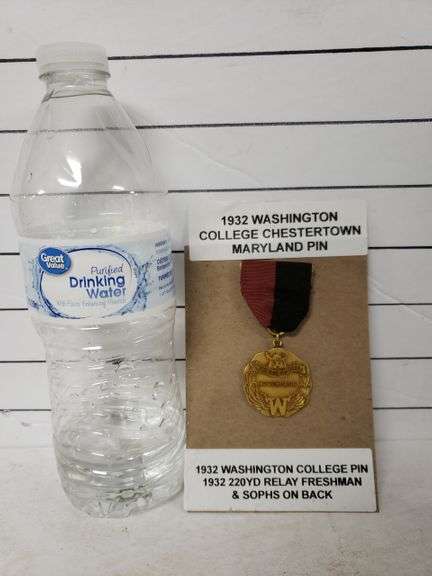 Great Value
Purified
Drinking
Water
1932 WASHINGTON
COLLEGE CHESTERTOWN
MARYLAND PIN
W
1932 WASHINGTON COLLEGE PIN
1932 220YD RELAY FRESHMAN
& SOPHS ON BACK